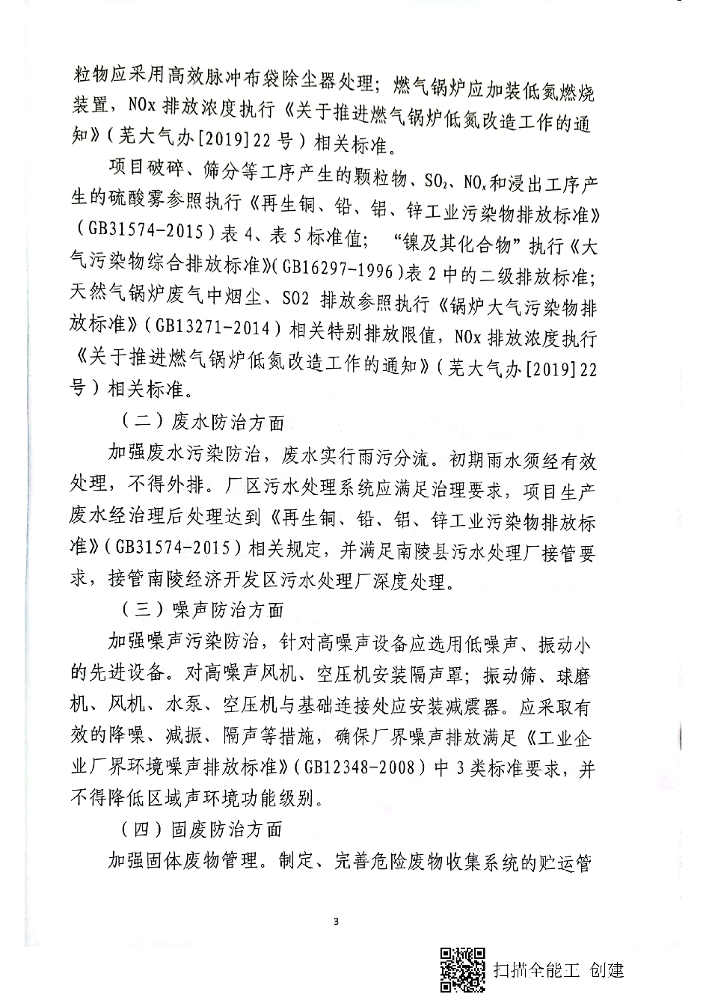 粒物应采用高效脉冲布袋除尘器处理；燃气锅炉应加装低氮燃烧
装置，NOx 排放浓度执行《关于推进燃气锅炉低氮改造工作的通
知》（芜大气办[2019]22 号）相关标准。
项目破碎、筛分等工序产生的颗粒物、SO₂、NOₓ和浸出工序产
生的硫酸雾参照执行《再生铜、铅、铝、锌工业污染物排放标准》
（GB31574-2015）表 4、表 5 标准值； “镍及其化合物”执行《大
气污染物综合排放标准》（GB16297-1996）表 2 中的二级排放标准；
天然气锅炉废气中烟尘、SO2 排放参照执行《锅炉大气污染物排
放标准》（GB13271-2014）相关特别排放限值，NOx 排放浓度执行
《关于推进燃气锅炉低氮改造工作的通知》（芜大气办[2019]22
号）相关标准。
（二）废水防治方面
加强废水污染防治，废水实行雨污分流。初期雨水须经有效
处理，不得外排。厂区污水处理系统应满足治理要求，项目生产
废水经治理后处理达到《再生铜、铅、铝、锌工业污染物排放标
准》（GB31574-2015）相关规定，并满足南陵县污水处理厂接管要
求，接管南陵经济开发区污水处理厂深度处理。
（三）噪声防治方面
加强噪声污染防治，针对高噪声设备应选用低噪声、振动小
的先进设备。对高噪声风机、空压机安装隔声罩；振动筛、球磨
机、风机、水泵、空压机与基础连接处应安装减震器。应采取有
效的降噪、减振、隔声等措施，确保厂界噪声排放满足《工业企
业厂界环境噪声排放标准》（GB12348-2008）中 3 类标准要求，并
不得降低区域声环境功能级别。
（四）固废防治方面
加强固体废物管理。制定、完善危险废物收集系统的贮运管
3
扫描全能王 创建